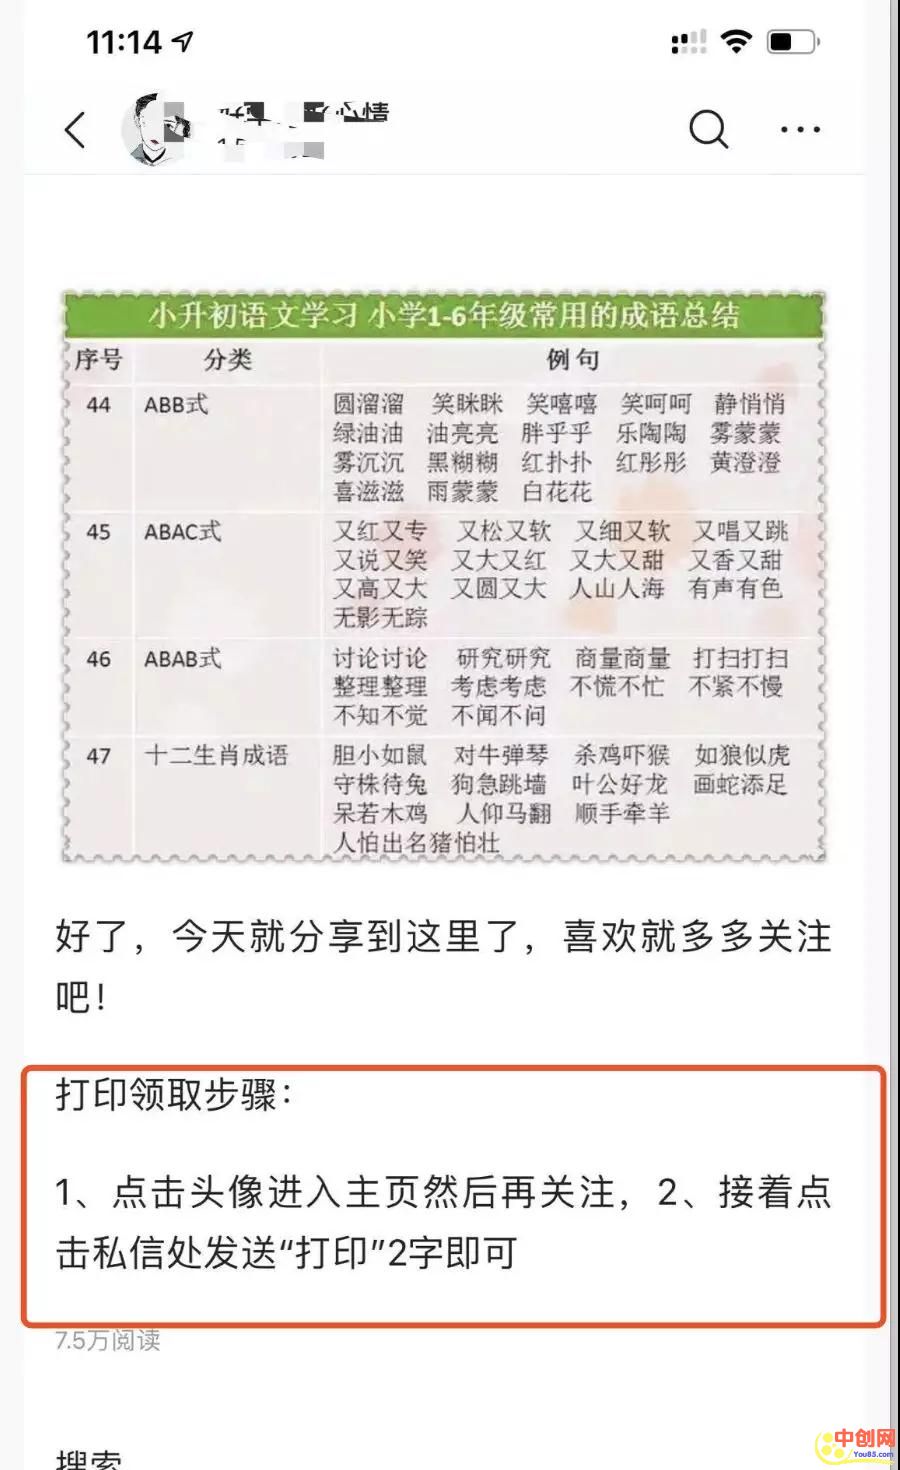 11:14
心情
小升初语文学习 小学1-6年级常用的成语总结
序号 分类 例句
44 ABB式 圆溜溜 笑眯眯 笑嘻嘻 笑呵呵 静悄悄
绿油油 油亮亮 胖乎乎 乐陶陶 雾蒙蒙
雾沉沉 黑糊糊 红扑扑 红彤彤 黄澄澄
喜滋滋 雨蒙蒙 白花花
45 ABAC式 又红又专 又松又软 又细又软 又唱又跳
又说又笑 又大又红 又大又甜 又香又甜
又高又大 又圆又大 人山人海 有声有色
无影无踪
46 ABAB式 讨论讨论 研究研究 商量商量 打扫打扫
整理整理 考虑考虑 不慌不忙 不紧不慢
不知不觉 不闻不问
47 十二生肖成语 胆小如鼠 对牛弹琴 杀鸡吓猴 如狼似虎
守株待兔 狗急跳墙 叶公好龙 画蛇添足
呆若木鸡 人仰马翻 顺手牵羊
人怕出名猪怕壮
好了，今天就分享到这里了，喜欢就多多关注
吧！
打印领取步骤：
1、点击头像进入主页然后再关注，2、接着点
击私信处发送“打印”2字即可
7.5万阅读
搜索
中创网
You85.com